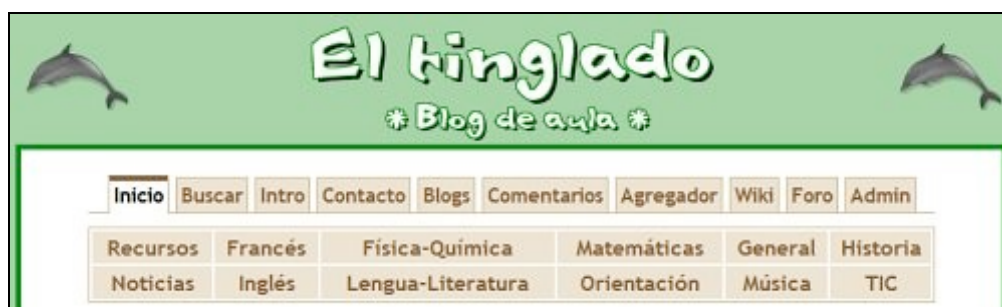 El tinglado
* Blog de aula *
Inicio Buscar Intro Contacto Blogs Comentarios Agregador Wiki Foro Admin
Recursos Francés Física-Química Matemáticas General Historia
Noticias Inglés Lengua-Literatura Orientación Música TIC